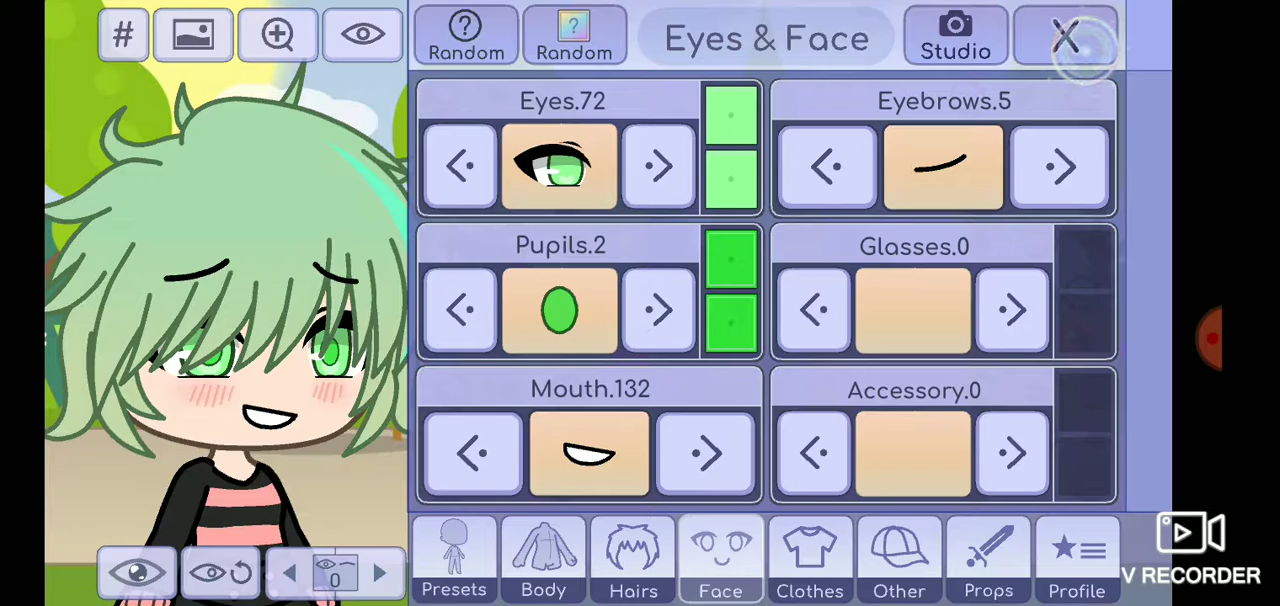 #
? Random
? Random
Eyes & Face
Studio
X
Eyes.72
Eyebrows.5
Pupils.2
Glasses.0
Mouth.132
Accessory.0
0
Presets
Body
Hairs
Face
Clothes
Other
Props
Profile
V RECORDER